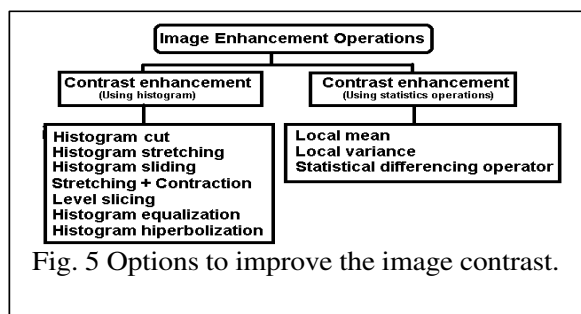 Image Enhancement Operations
Contrast enhancement
(Using histogram)
Histogram cut
Histogram stretching
Histogram sliding
Stretching + Contraction
Level slicing
Histogram equalization
Histogram hiperbolization
Contrast enhancement
(Using statistics operations)
Local mean
Local variance
Statistical differencing operator
Fig. 5 Options to improve the image contrast.